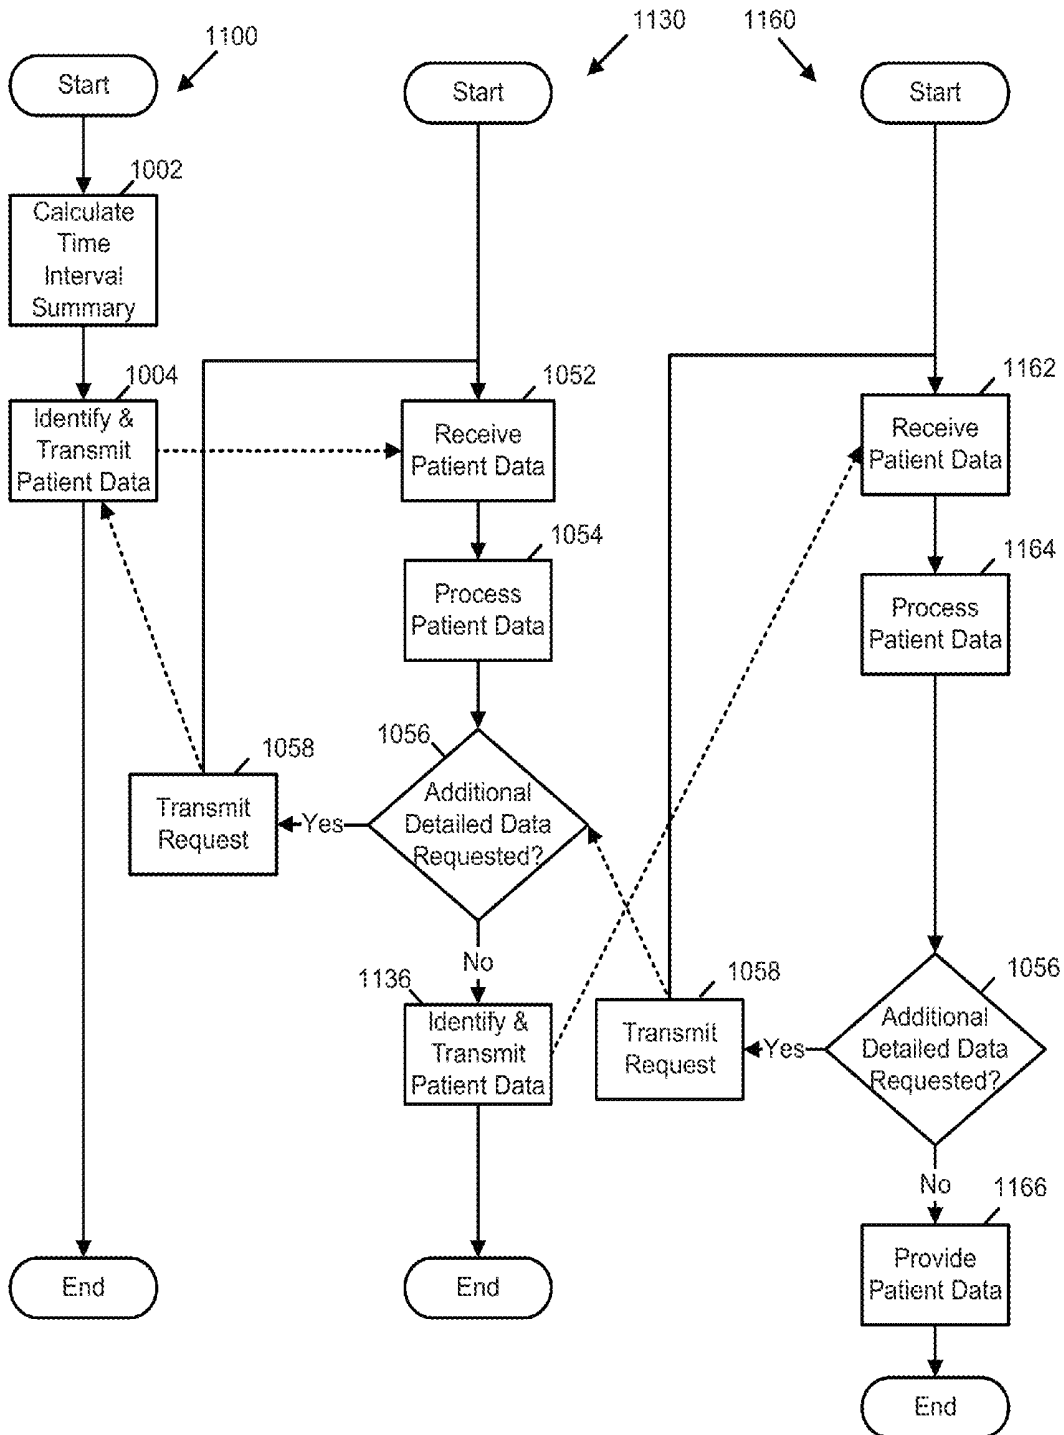 1100
Start
1002
Calculate
Time
Interval
Summary
1004
Identify &
Transmit
Patient Data
End
1130
Start
1052
Receive
Patient Data
1054
Process
Patient Data
1056
Additional
Detailed Data
Requested?
Yes
1058
Transmit
Request
No
1136
Identify &
Transmit
Patient Data
End
1160
Start
1162
Receive
Patient Data
1164
Process
Patient Data
1056
Additional
Detailed Data
Requested?
Yes
1058
Transmit
Request
No
1166
Provide
Patient Data
End